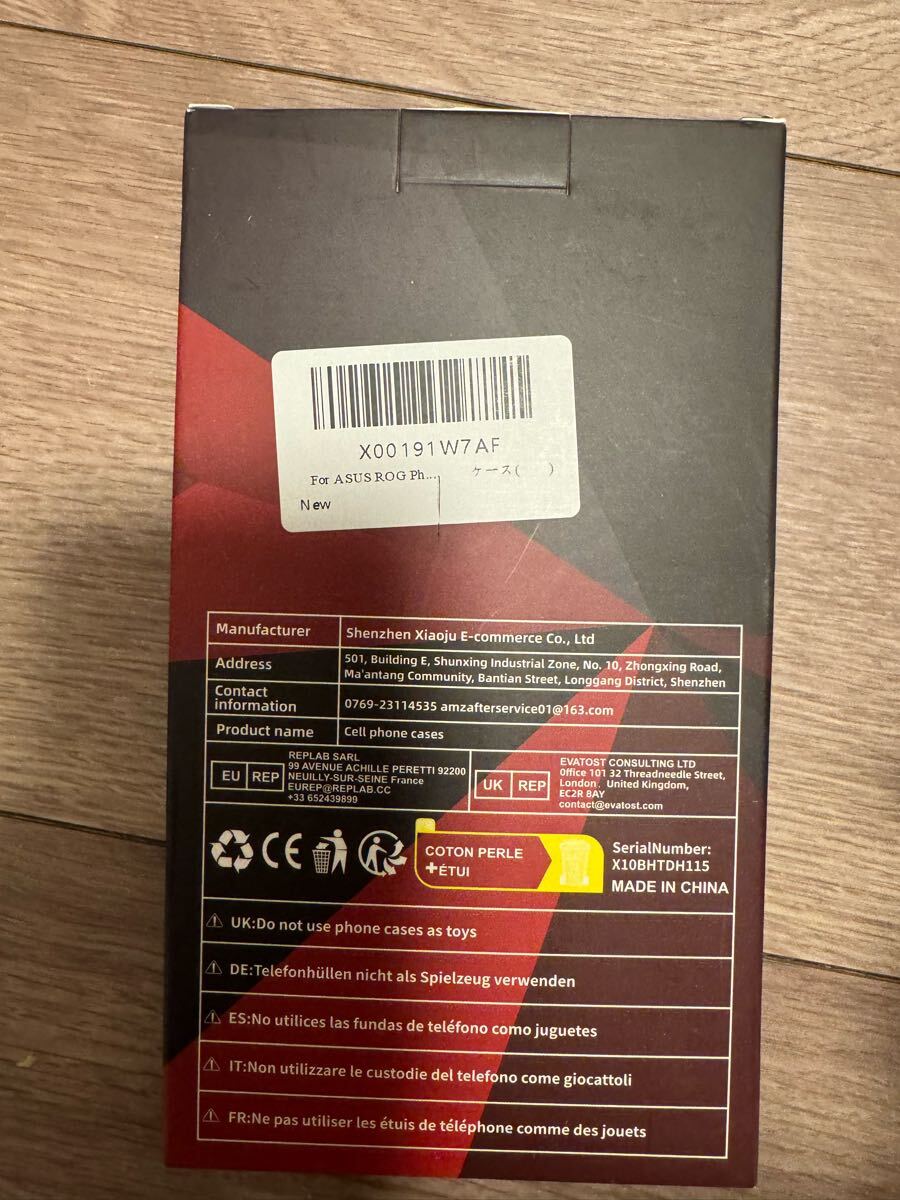 X00191W7AF
For ASUS ROG Ph... ケース( )
New
Manufacturer
Shenzhen Xiaoju E-commerce Co., Ltd
Address
501, Building E, Shunxing Industrial Zone, No. 10, Zhongxing Road,
Ma'antang Community, Bantian Street, Longgang District, Shenzhen
Contact
information
0769-23114535 amzafterservice01@163.com
Product name
Cell phone cases
EU REP
REPLAB SARL
99 AVENUE ACHILLE PERETTI 92200
NEUILLY-SUR-SEINE France
EUREP@REPLAB.CC
+33 652439899
UK REP
EVATOST CONSULTING LTD
Office 101 32 Threadneedle Street,
London, United Kingdom,
EC2R 8AY
contact@evatost.com
CE
COTON PERLE
+ÉTUI
SerialNumber:
X10BHTDH115
MADE IN CHINA
UK:Do not use phone cases as toys
DE:Telefonhüllen nicht als Spielzeug verwenden
ES:No utilices las fundas de teléfono como juguetes
IT:Non utilizzare le custodie del telefono come giocattoli
FR:Ne pas utiliser les étuis de téléphone comme des jouets